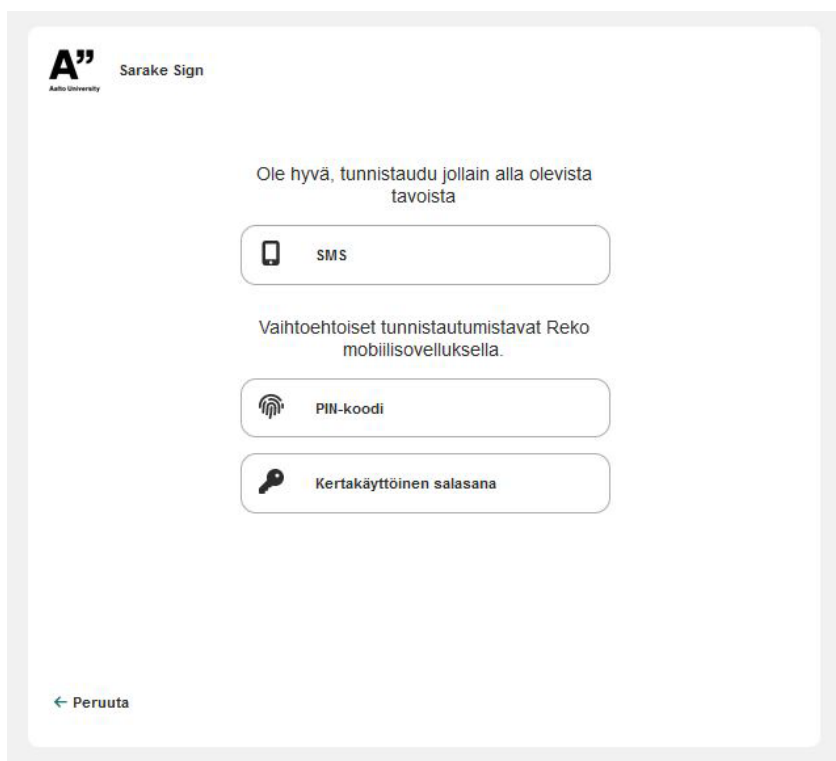 A”
Aalto University
Sarake Sign
Ole hyvä, tunnistaudu jollain alla olevista
tavoista
SMS
Vaihtoehtoiset tunnistautumistavat Reko
mobiilisovelluksella.
PIN-koodi
Kertakäyttöinen salasana
← Peruuta